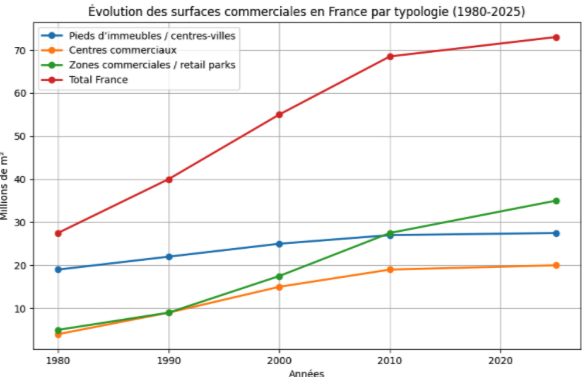 Évolution des surfaces commerciales en France par typologie (1980-2025)
Pieds d'immeubles / centres-villes
Centres commerciaux
Zones commerciales / retail parks
Total France
Millions de m²
70
60
50
40
30
20
10
1980
1990
2000
2010
2020
Années